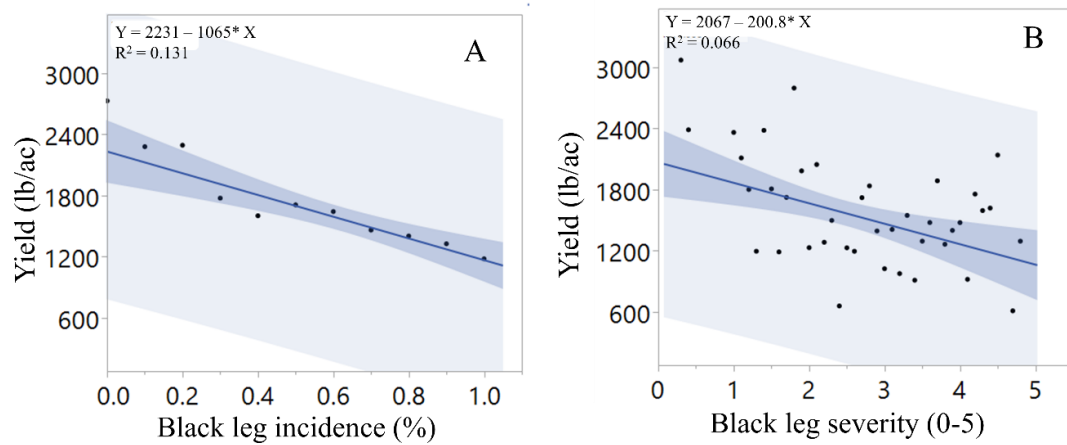 Y = 2231 – 1065* X
R² = 0.131
A
3000
2400
1800
1200
600
Yield (lb/ac)
0.0 0.2 0.4 0.6 0.8 1.0
Black leg incidence (%)
Y = 2067 – 200.8* X
R² = 0.066
B
3000
2400
1800
1200
600
Yield (lb/ac)
0 1 2 3 4 5
Black leg severity (0-5)